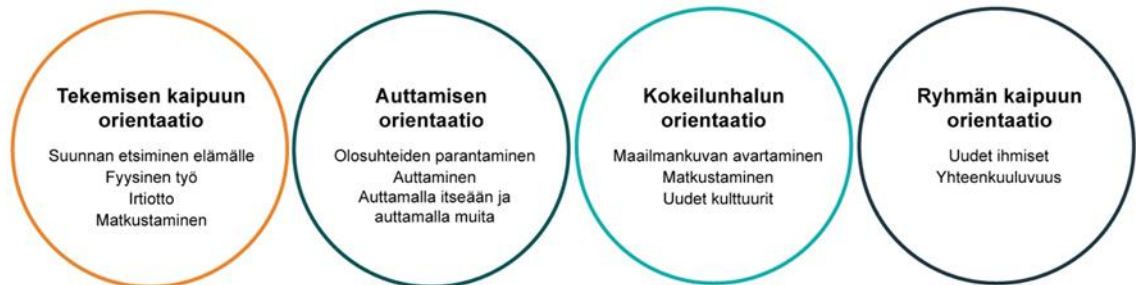 Tekemisen kaipuun
orientaatio
Suunnan etsiminen elämälle
Fyysinen työ
Irtiotto
Matkustaminen
Auttamisen
orientaatio
Olosuhteiden parantaminen
Auttaminen
Auttamalla itseään ja
auttamalla muita
Kokeilunhalun
orientaatio
Maailmankuvan avartaminen
Matkustaminen
Uudet kulttuurit
Ryhmän kaipuun
orientaatio
Uudet ihmiset
Yhteenkuuluvuus